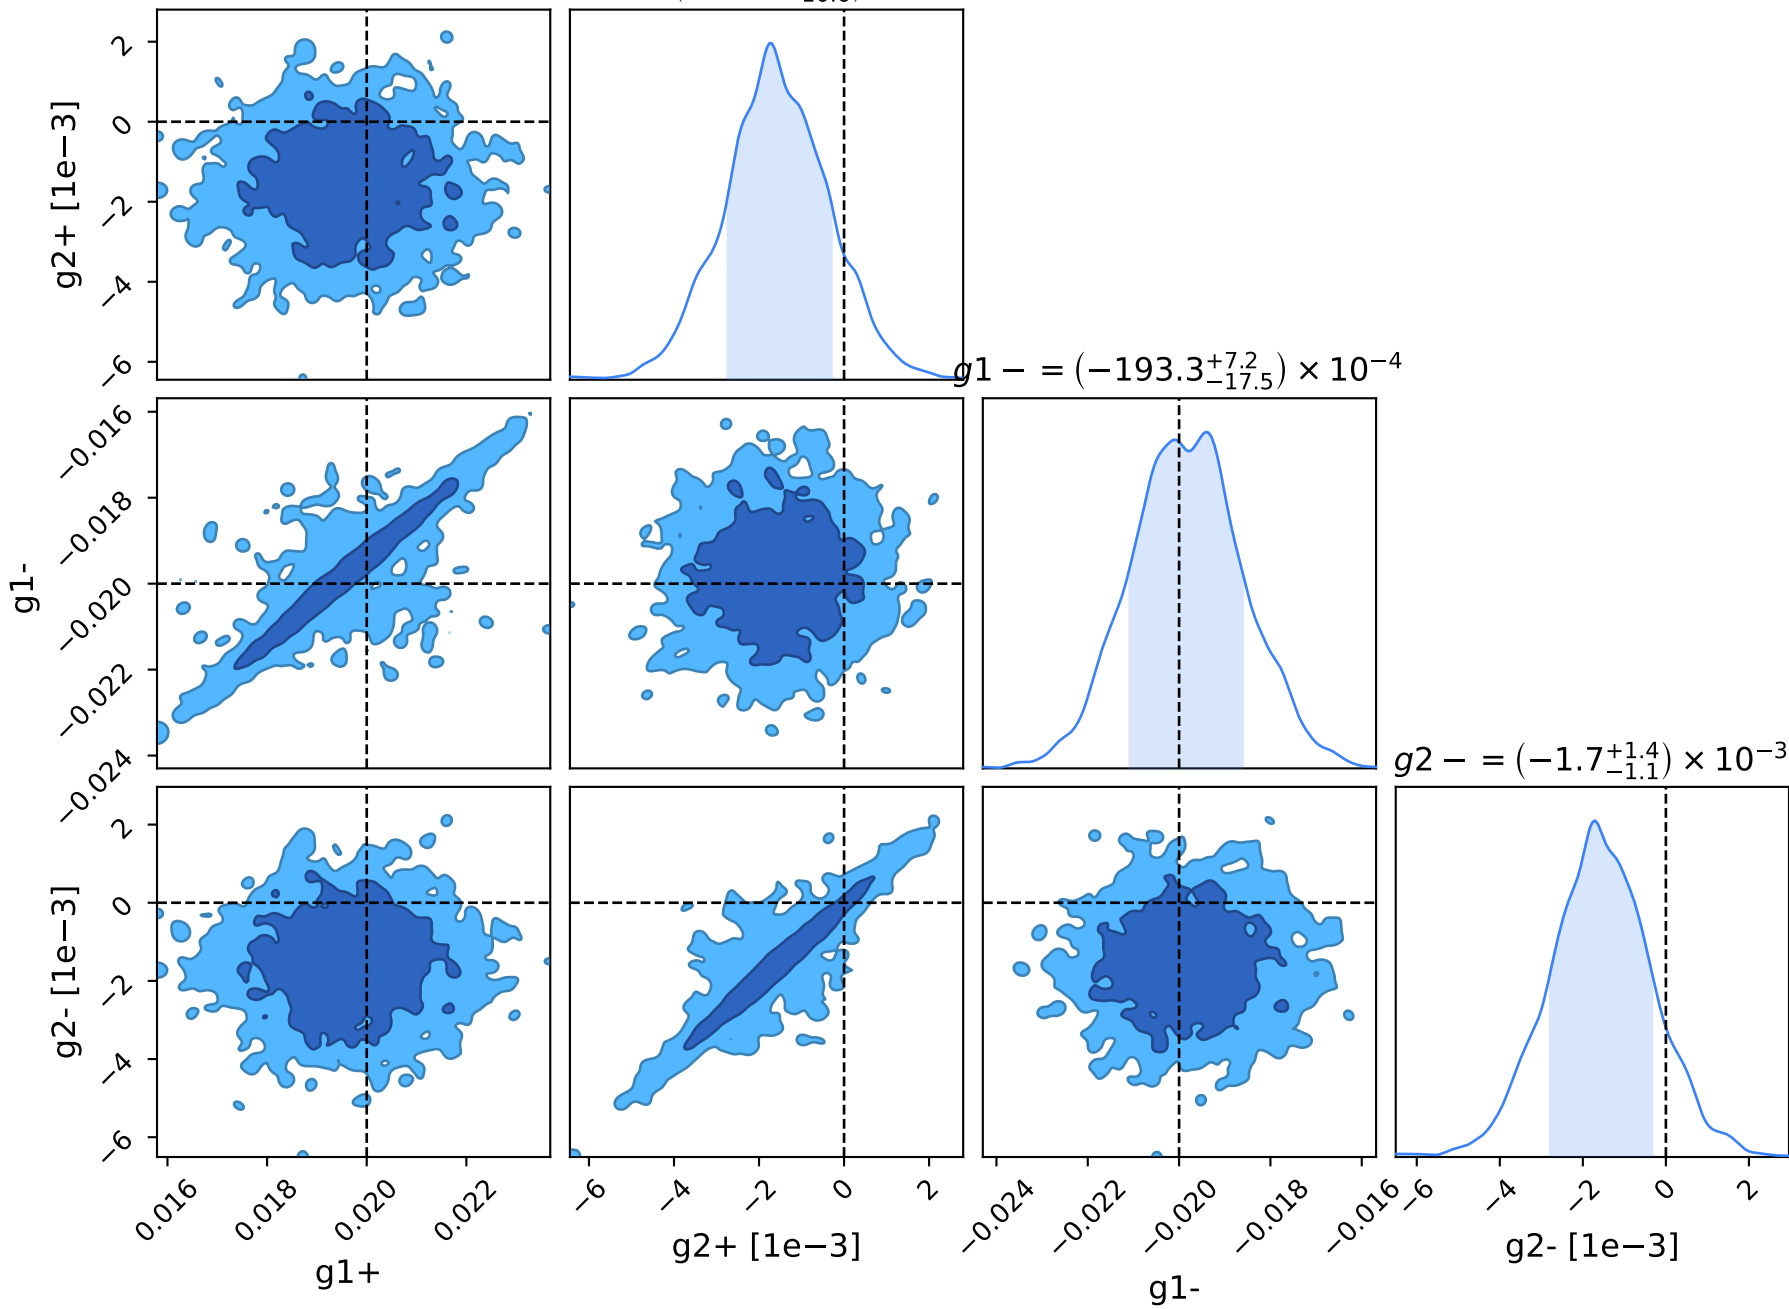 2
0
−2
−4
−6
g2+ [1e−3]
g1 − = (−193.3 +7.2 −17.5) × 10−4
−0.016
−0.018
−0.020
−0.022
−0.024
g1-
g2 − = (−1.7 +1.4 −1.1) × 10−3
2
0
−2
−4
−6
g2- [1e−3]
0.016 0.018 0.020 0.022
−6 −4 −2 0 2
−0.024 −0.022 −0.020 −0.018 −0.016
−6 −4 −2 0 2
g1+
g2+ [1e−3]
g1-
g2- [1e−3]